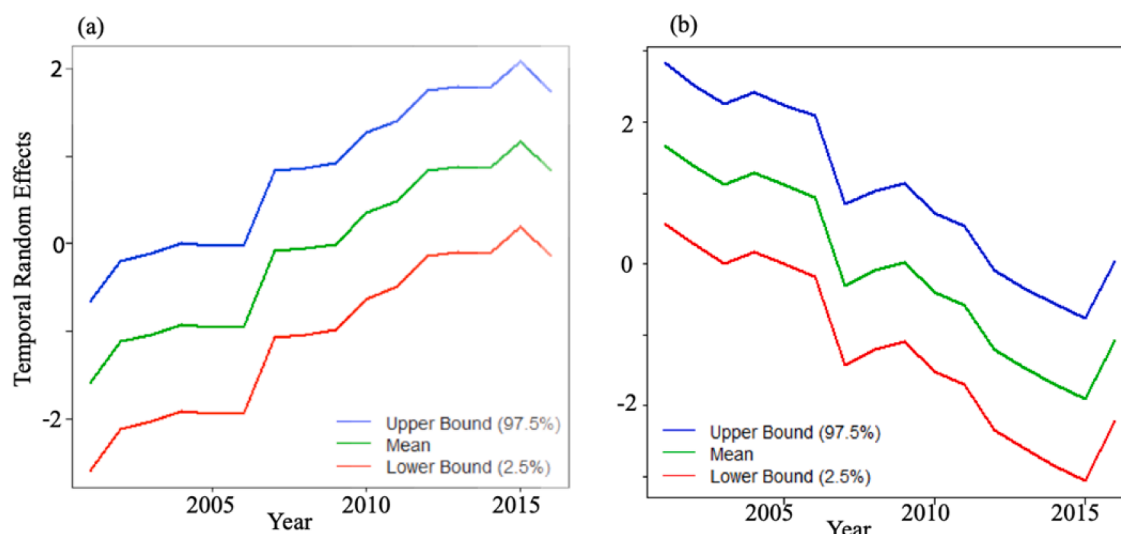 (a)
Temporal Random Effects
2
0
-2
Upper Bound (97.5%)
Mean
Lower Bound (2.5%)
2005
2010
2015
Year
(b)
2
0
-2
Upper Bound (97.5%)
Mean
Lower Bound (2.5%)
2005
2010
2015
Year